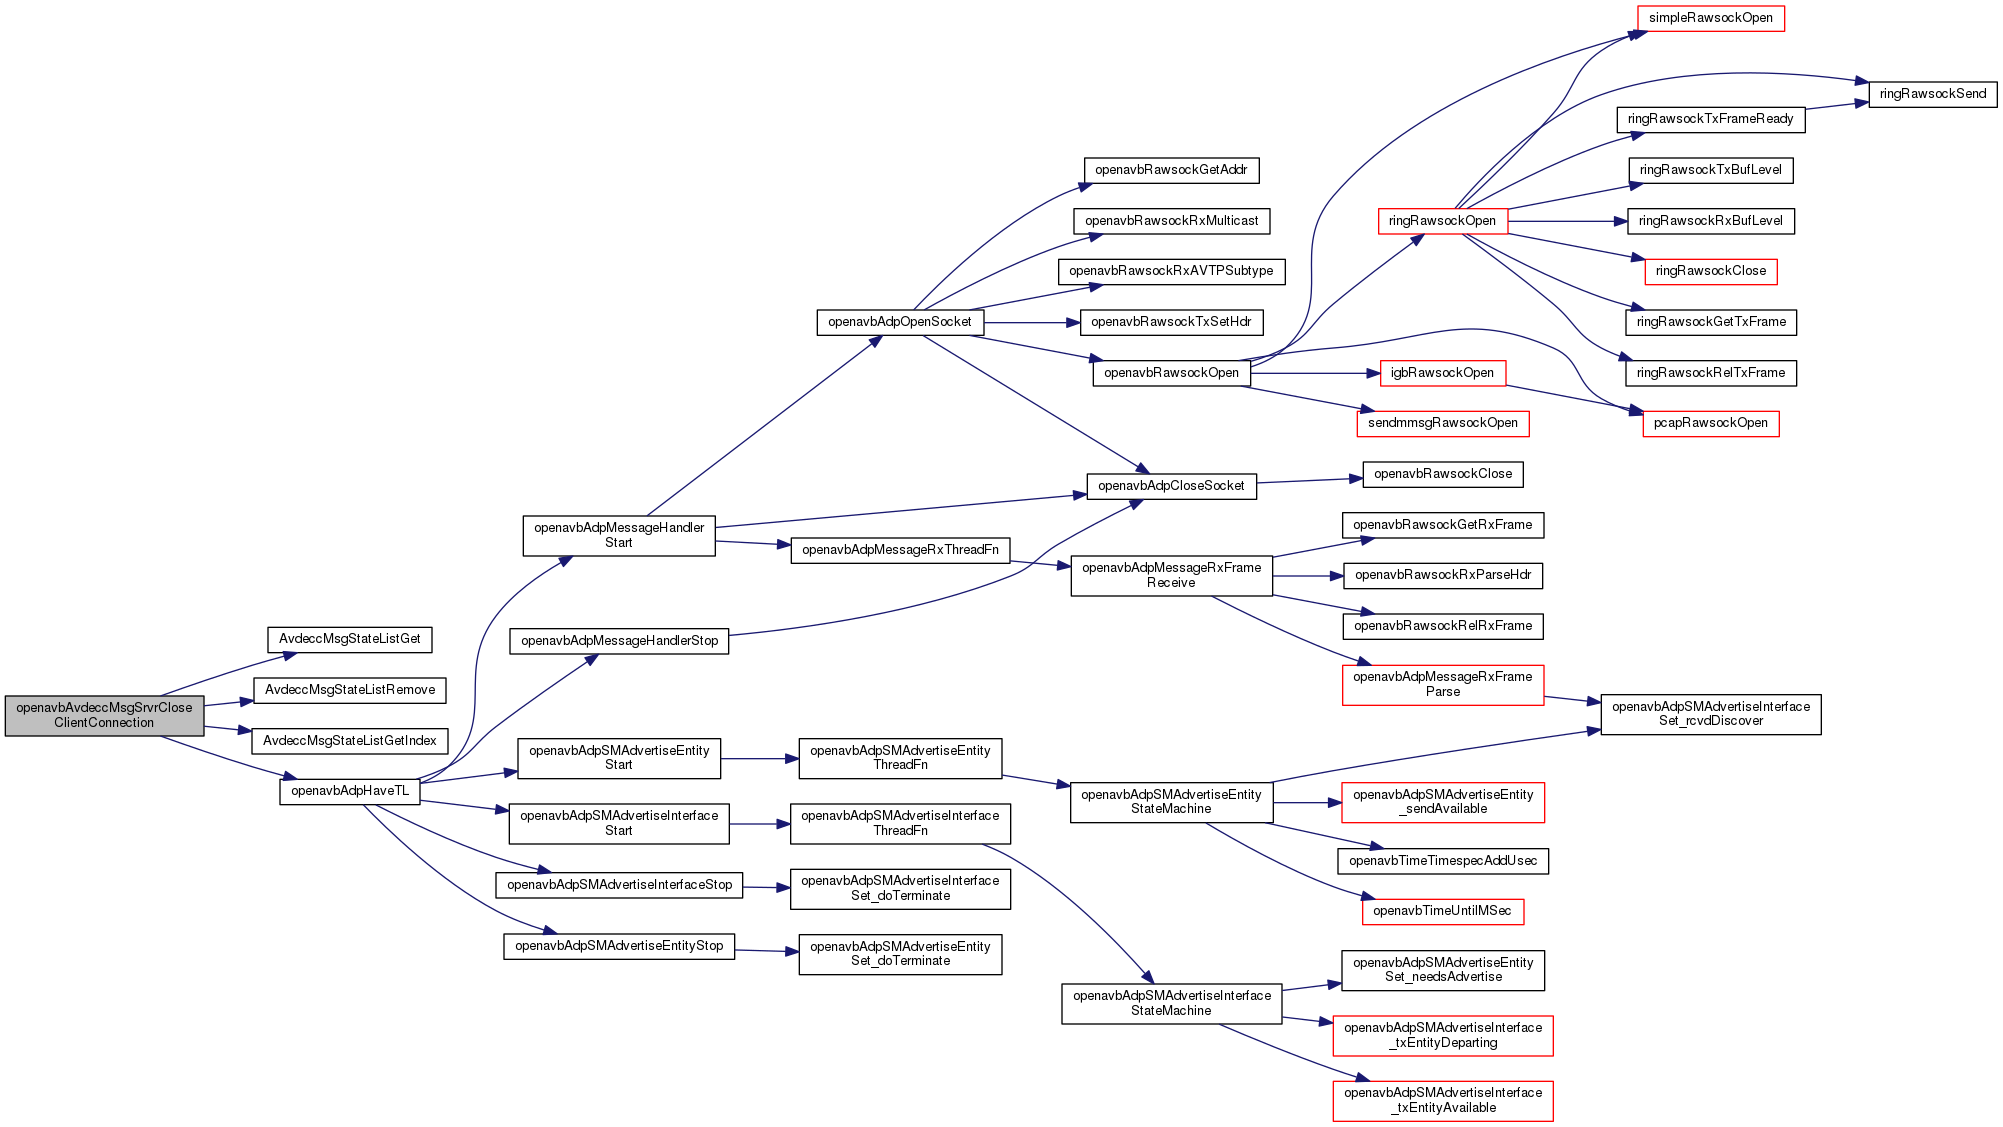 simpleRawsockOpen
ringRawsockSend
ringRawsockTxFrameReady
openavbRawsockGetAddr
ringRawsockTxBufLevel
openavbRawsockRxMulticast
ringRawsockOpen
ringRawsockRxBufLevel
openavbRawsockRxAVTPSubtype
ringRawsockClose
openavbAdpOpenSocket
openavbRawsockTxSetHdr
ringRawsockGetTxFrame
openavbRawsockOpen
igbRawsockOpen
ringRawsockRelTxFrame
sendmmsgRawsockOpen
pcapRawsockOpen
openavbAdpCloseSocket
openavbRawsockClose
openavbAdpMessageHandler
Start
openavbAdpMessageRxThreadFn
openavbRawsockGetRxFrame
openavbAdpMessageRxFrame
Receive
openavbRawsockRxParseHdr
openavbRawsockRelRxFrame
AvdeccMsgStateListGet
openavbAdpMessageHandlerStop
openavbAdpMessageRxFrame
Parse
AvdeccMsgStateListRemove
openavbAvdeccMsgSrvrClose
ClientConnection
openavbAdpSMAdvertiseInterface
Set_rcvdDiscover
AvdeccMsgStateListGetIndex
openavbAdpSMAdvertiseEntity
Start
openavbAdpSMAdvertiseEntity
ThreadFn
openavbAdpHaveTL
openavbAdpSMAdvertiseEntity
StateMachine
openavbAdpSMAdvertiseEntity
_sendAvailable
openavbAdpSMAdvertiseInterface
Start
openavbAdpSMAdvertiseInterface
ThreadFn
openavbTimeTimespecAddUsec
openavbAdpSMAdvertiseInterfaceStop
openavbAdpSMAdvertiseInterface
Set_doTerminate
openavbTimeUntilMSec
openavbAdpSMAdvertiseEntityStop
openavbAdpSMAdvertiseEntity
Set_doTerminate
openavbAdpSMAdvertiseEntity
Set_needsAdvertise
openavbAdpSMAdvertiseInterface
StateMachine
openavbAdpSMAdvertiseInterface
_txEntityDeparting
openavbAdpSMAdvertiseInterface
_txEntityAvailable